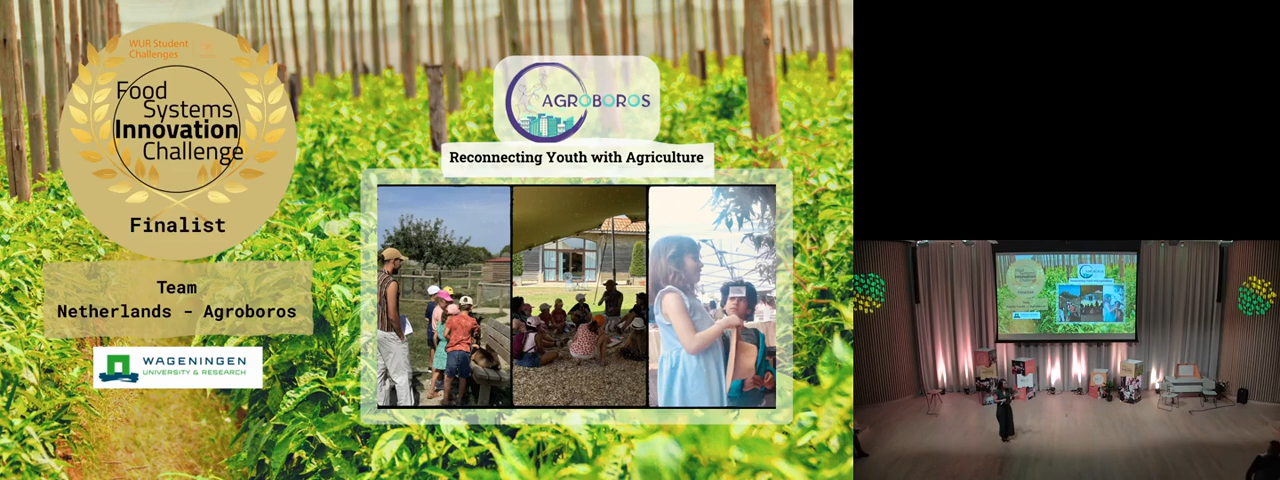 WUR Student
Challenges
Food
Systems
Innovation
Challenge
Finalist
Team
Netherlands - Agroboros
WAGENINGEN
UNIVERSITY & RESEARCH
AGROBOROS
Reconnecting Youth with Agriculture